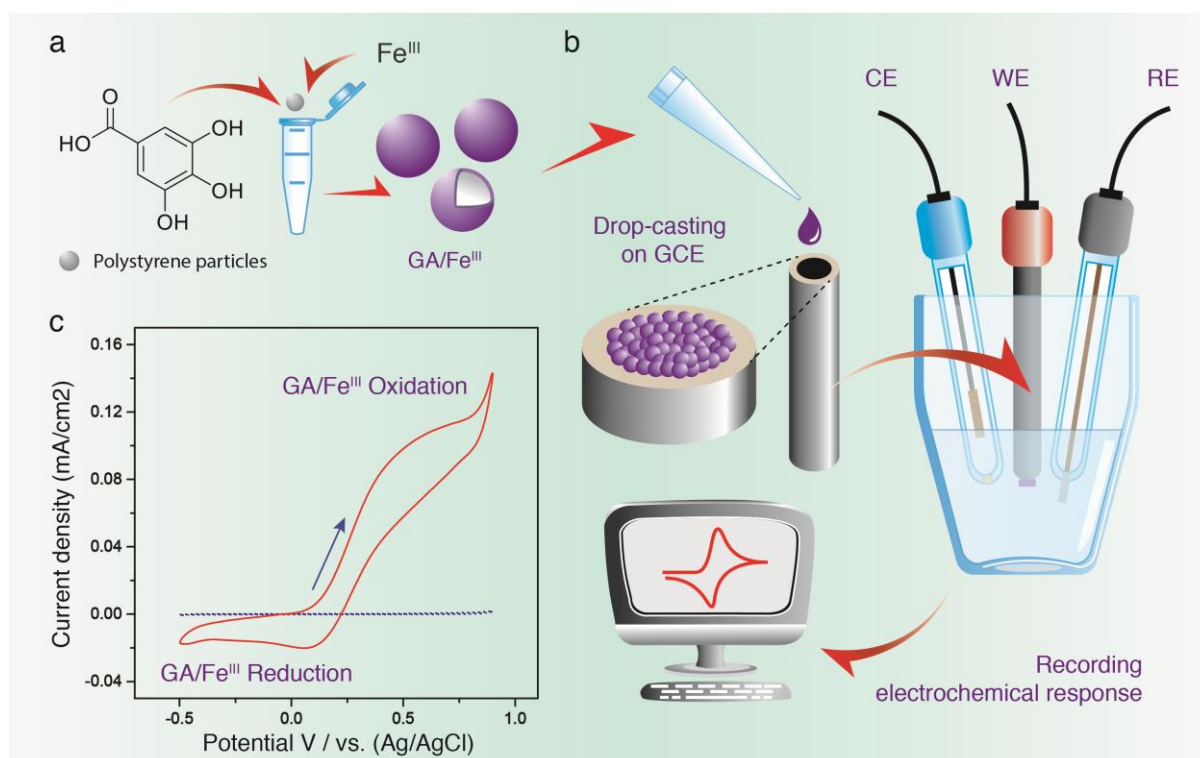 a
Fe^III
O
HO
OH
OH
OH
Polystyrene particles
GA/Fe^III
b
Drop-casting
on GCE
CE
WE
RE
Recording
electrochemical response
c
Current density (mA/cm2)
0.16
0.12
0.08
0.04
0.00
-0.04
GA/Fe^III Oxidation
GA/Fe^III Reduction
-0.5
0.0
0.5
1.0
Potential V / vs. (Ag/AgCl)